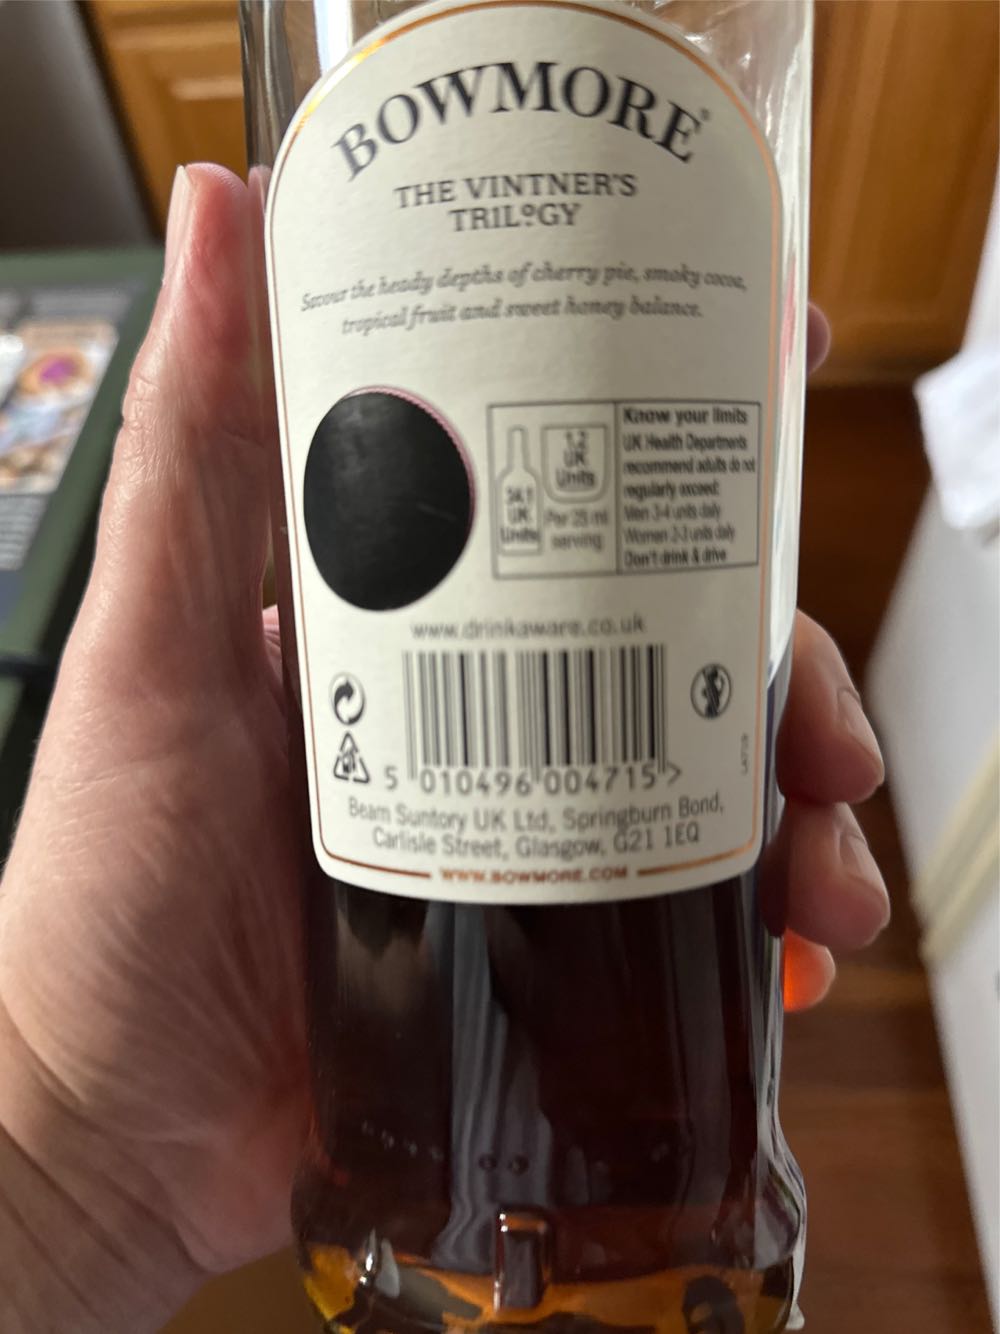 BOWMORE®
THE VINTNER'S
TRILOGY
Savour the heady depths of cherry pie, smoky cocoa,
tropical fruit and sweet honey balance.
34.1
UK
Units
1.2
UK
Units
Per 25 ml
serving
Know your limits
UK Health Departments
recommend adults do not
regularly exceed:
Men 3-4 units daily
Women 2-3 units daily
Don't drink & drive
www.drinkaware.co.uk
5 010496 004715 >
Beam Suntory UK Ltd, Springburn Bond,
Carlisle Street, Glasgow, G21 1EQ
WWW.BOWMORE.COM